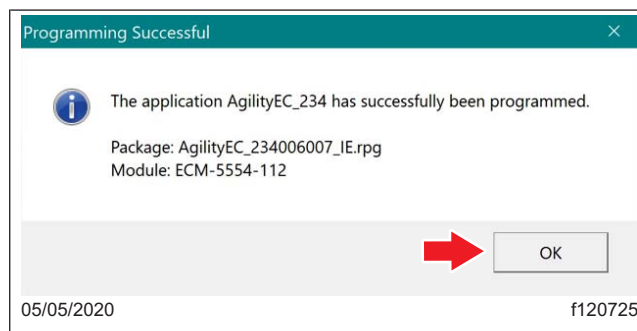 Programming Successful
The application AgilityEC_234 has successfully been programmed.
Package: AgilityEC_234006007_IE.rpg
Module: ECM-5554-112
OK
05/05/2020 f120725